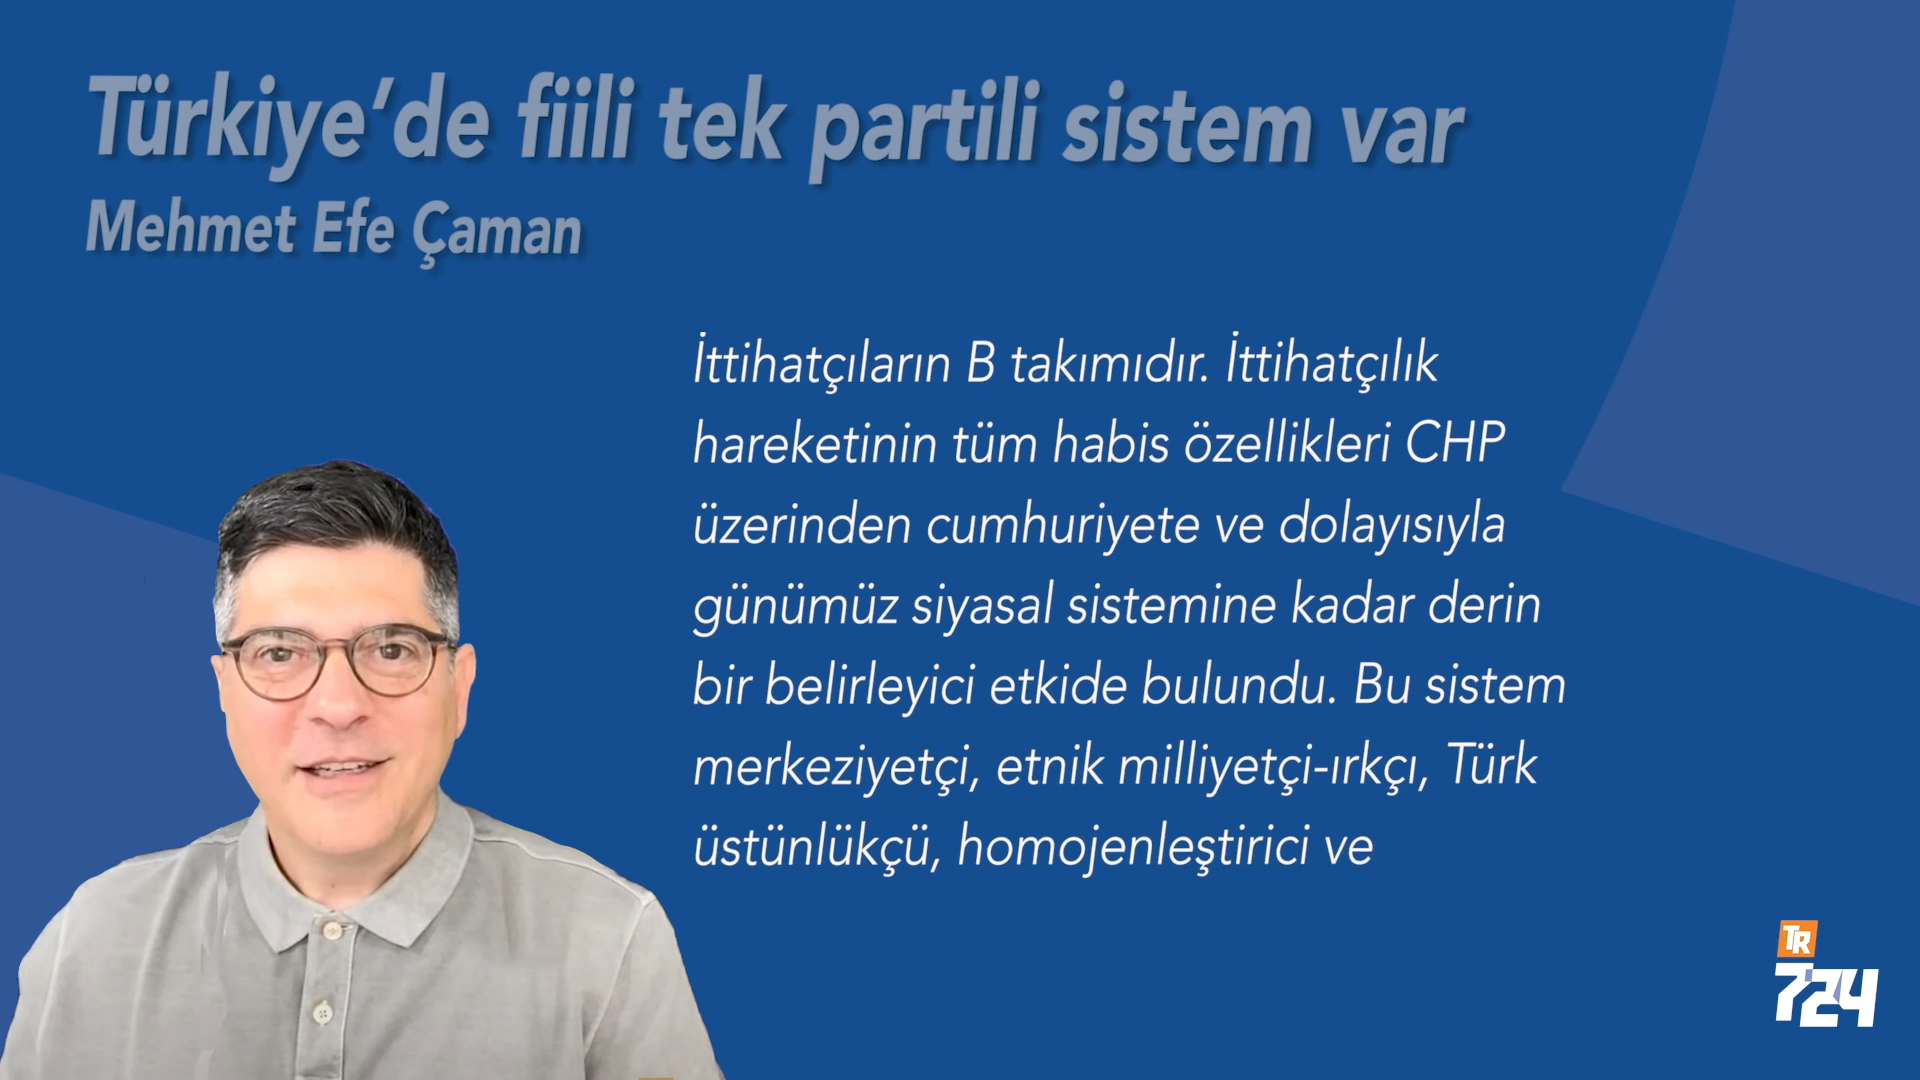 Türkiye’de fiili tek partili sistem var
Mehmet Efe Çaman
İttihatçıların B takımıdır. İttihatçılık
hareketinin tüm habis özellikleri CHP
üzerinden cumhuriyete ve dolayısıyla
günümüz siyasal sistemine kadar derin
bir belirleyici etkide bulundu. Bu sistem
merkeziyetçi, etnik milliyetçi-ırkçı, Türk
üstünlükçü, homojenleştirici ve
TR
724